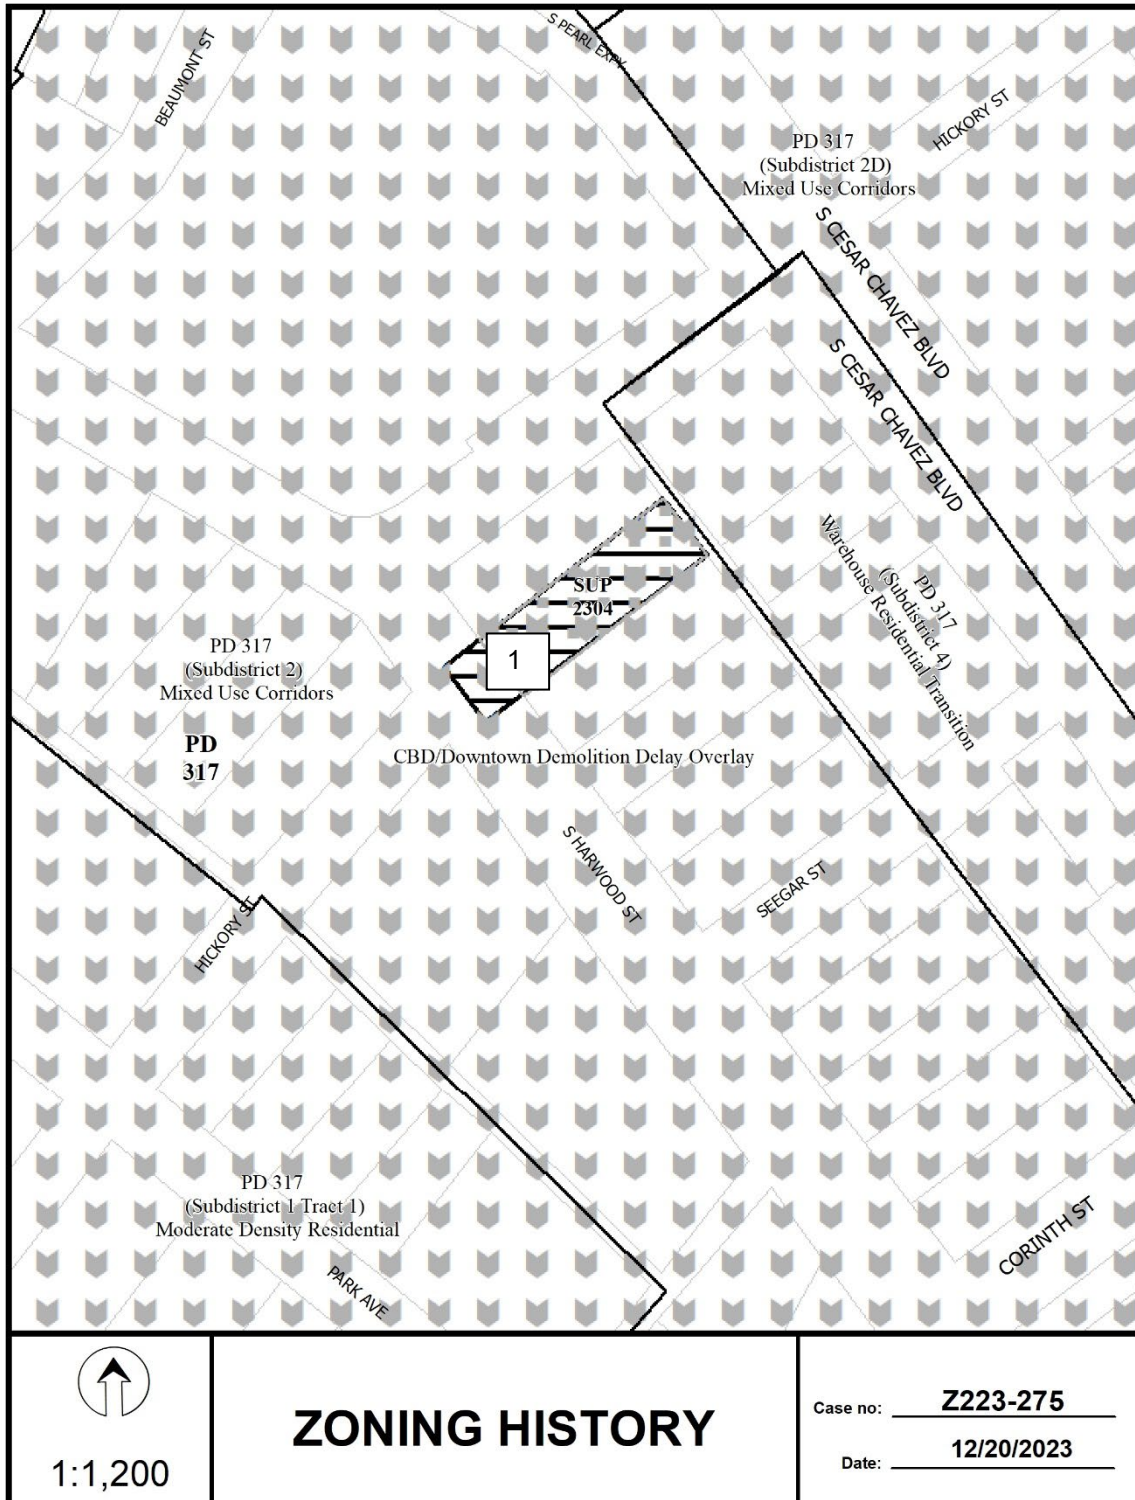 S PEARL EXPY
BEAUMONT ST
HICKORY ST
PD 317
(Subdistrict 2D)
Mixed Use Corridors
S CESAR CHAVEZ BLVD
S CESAR CHAVEZ BLVD
PD 317
(Subdistrict 4)
Warehouse Residential Transition
SUP
2304
1
PD 317
(Subdistrict 2)
Mixed Use Corridors
PD
317
CBD/Downtown Demolition Delay Overlay
S HARWOOD ST
SEEGAR ST
HICKORY ST
PD 317
(Subdistrict 1 Tract 1)
Moderate Density Residential
CORINTH ST
PARK AVE
1:1,200
ZONING HISTORY
Case no: Z223-275
Date: 12/20/2023